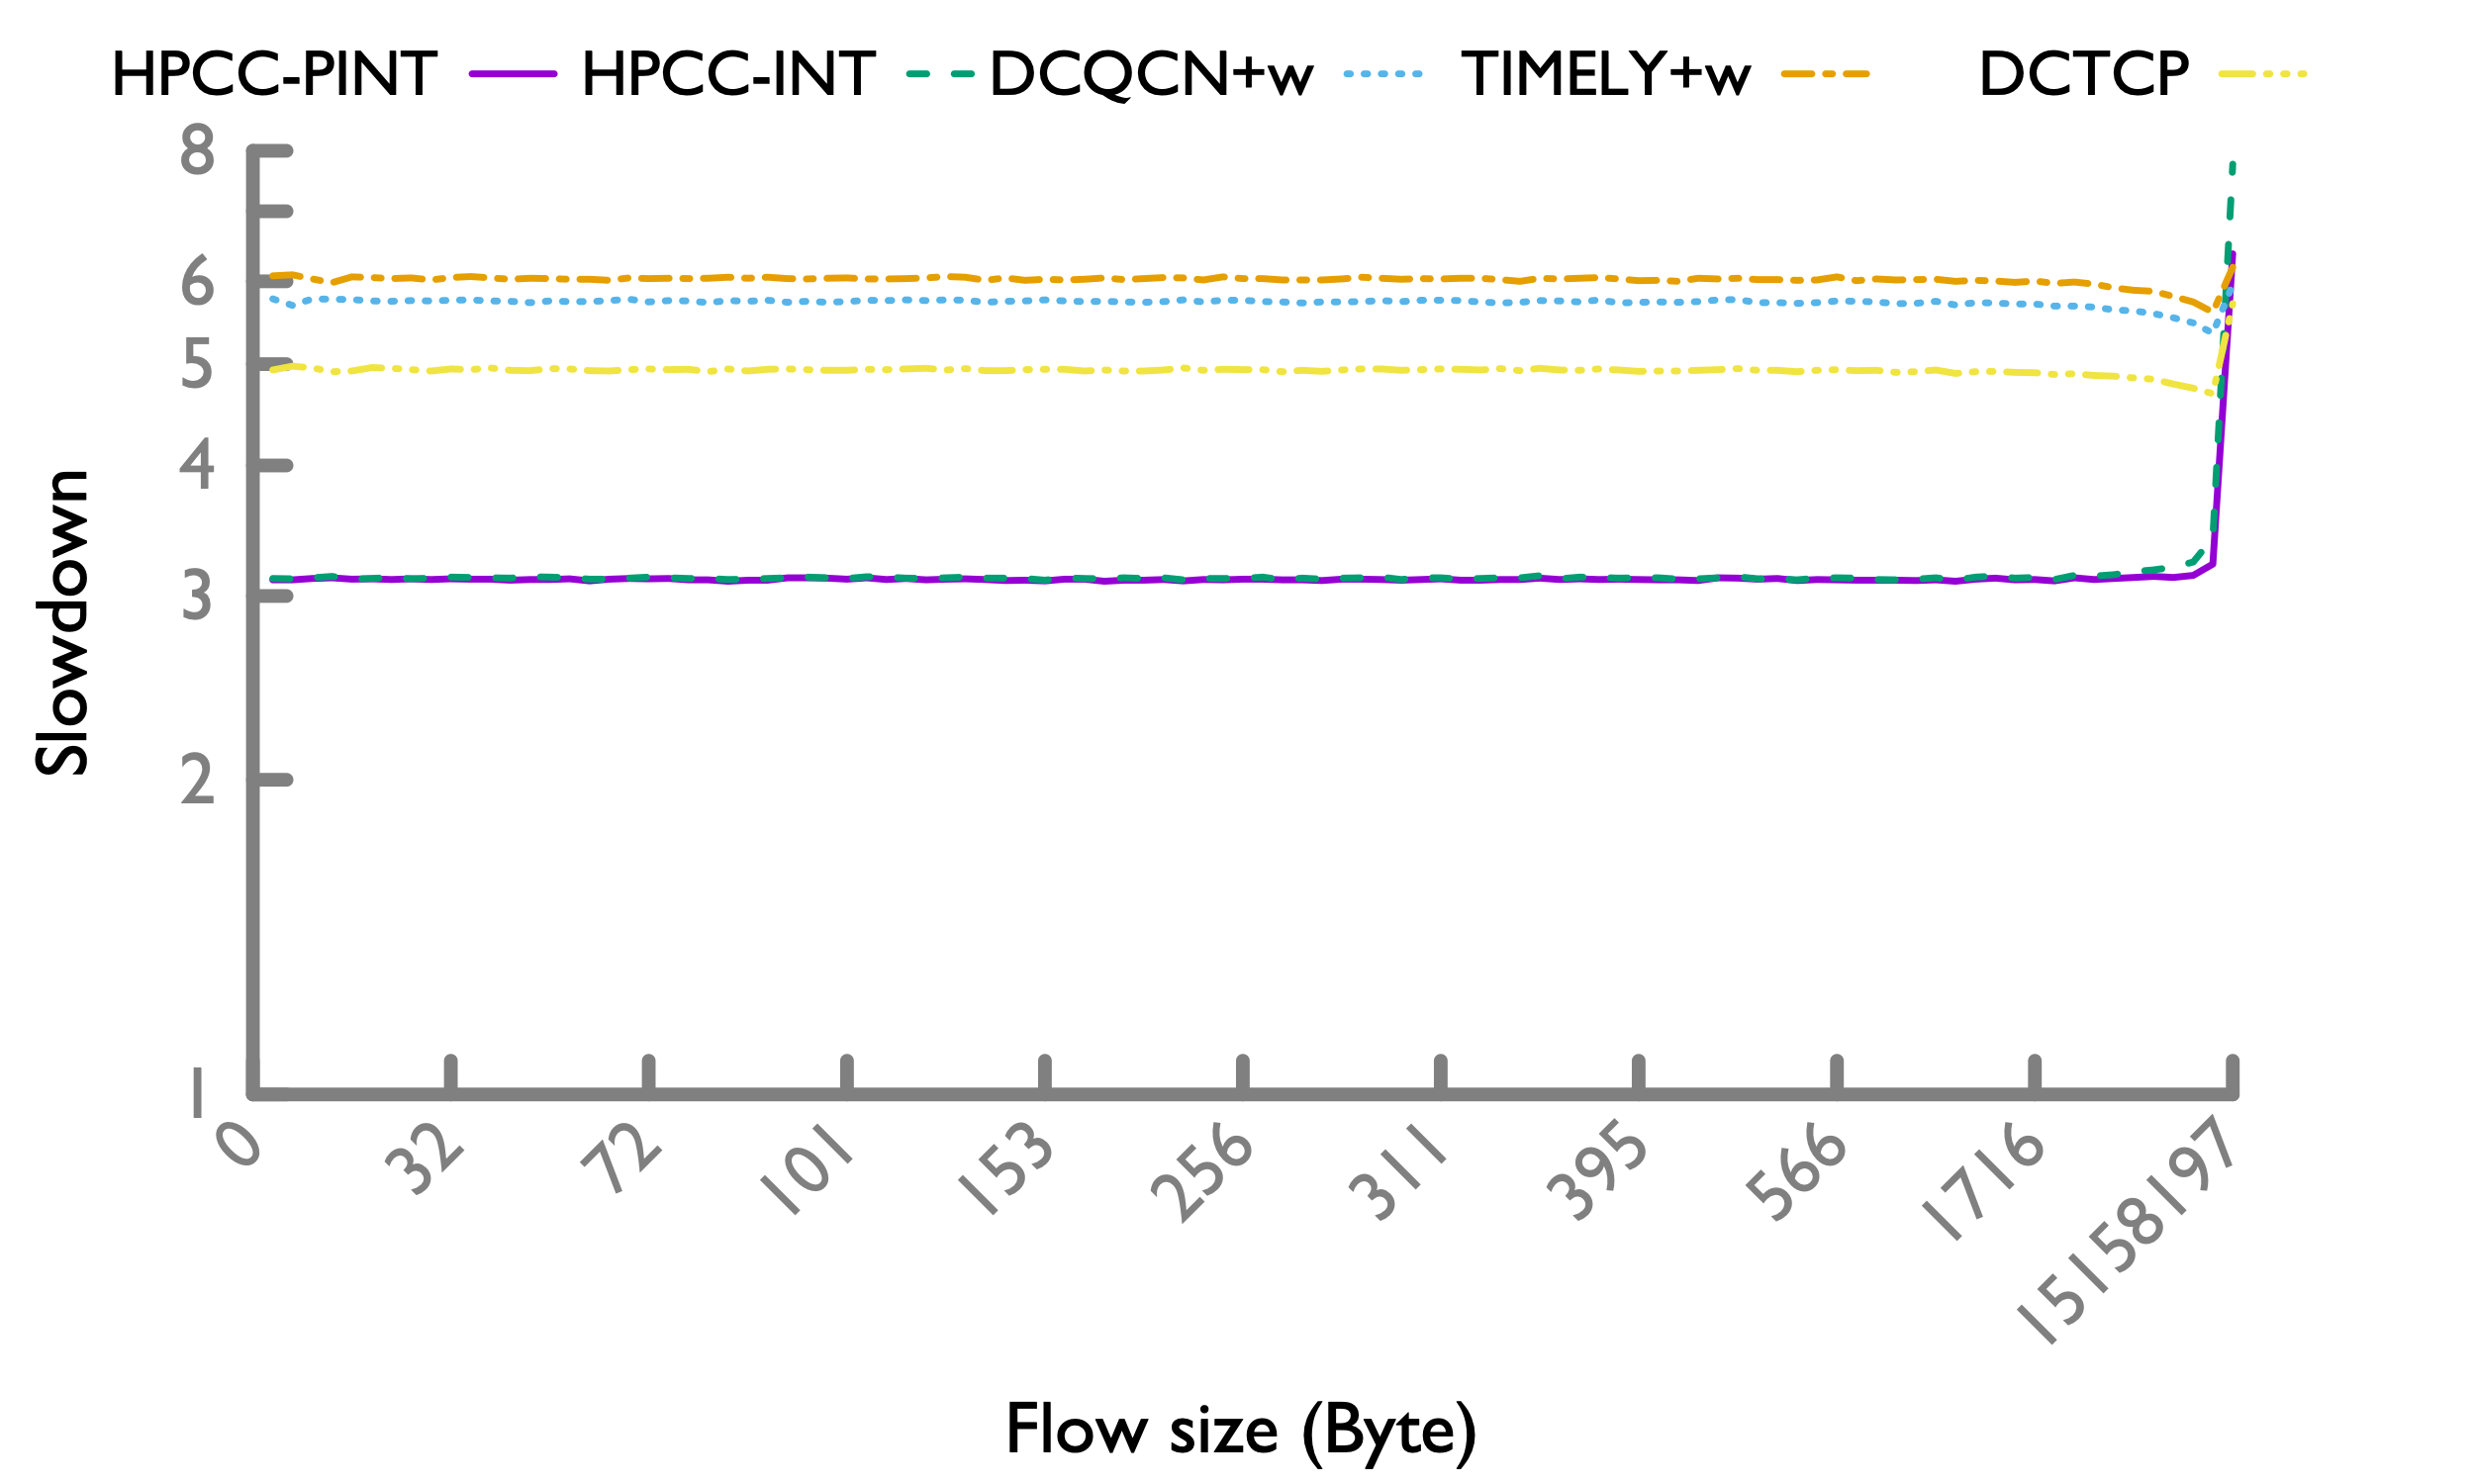 HPCC-PINT HPCC-INT DCQCN+w TIMELY+w DCTCP
8
6
5
4
3
2
1
Slowdown
0 32 72 101 153 256 311 395 566 1716 15158197
Flow size (Byte)